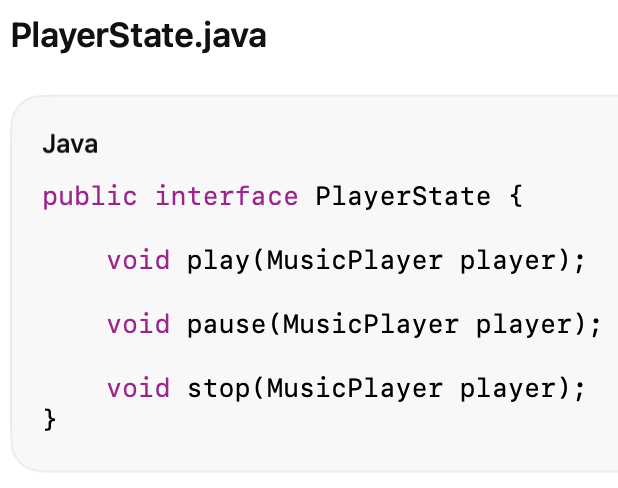 PlayerState.java
Java
public interface PlayerState {
    void play(MusicPlayer player);
    void pause(MusicPlayer player);
    void stop(MusicPlayer player);
}